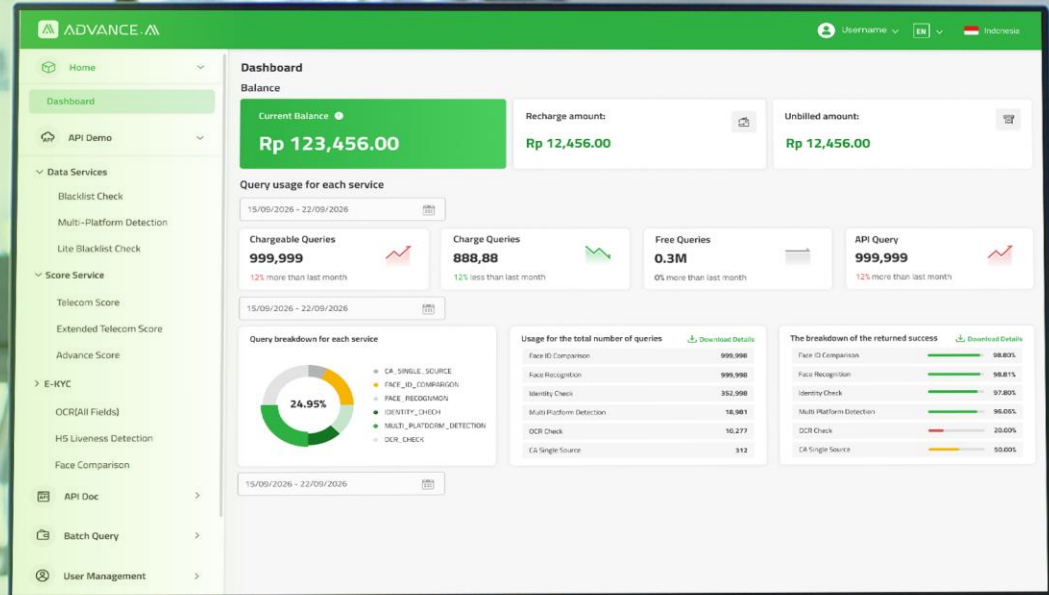 ADVANCE.AI
Username
EN
Indonesia
Home
Dashboard
API Demo
Data Services
Blacklist Check
Multi-Platform Detection
Lite Blacklist Check
Score Service
Telecom Score
Extended Telecom Score
Advance Score
E-KYC
OCR(All Fields)
H5 Liveness Detection
Face Comparison
API Doc
Batch Query
User Management
Dashboard
Balance
Current Balance
Rp 123,456.00
Recharge amount:
Rp 12,456.00
Unbilled amount:
Rp 12,456.00
Query usage for each service
15/09/2026 - 22/09/2026
Chargeable Queries
999,999
12% more than last month
Charge Queries
888,88
12% less than last month
Free Queries
0.3M
0% more than last month
API Query
999,999
12% more than last month
15/09/2026 - 22/09/2026
Query breakdown for each service
24.95%
CA_SINGLE_SOURCE
FACE_ID_COMPARISON
FACE_RECOGNMON
IDENTITY_CHECH
MULTI_PLATDORM_DETECTION
OCR_CHECK
Usage for the total number of queries
Download Details
Face ID Comparison 999,998
Face Recognition 999,998
Identity Check 352,998
Multi Platform Detection 18,981
OCR Check 10,277
CA Single Source 312
The breakdown of the returned success
Download Details
Face ID Comparison 98.80%
Face Recognition 98.81%
Identity Check 97.80%
Multi Platform Detection 96.06%
OCR Check 20.00%
CA Single Source 50.00%
15/09/2026 - 22/09/2026